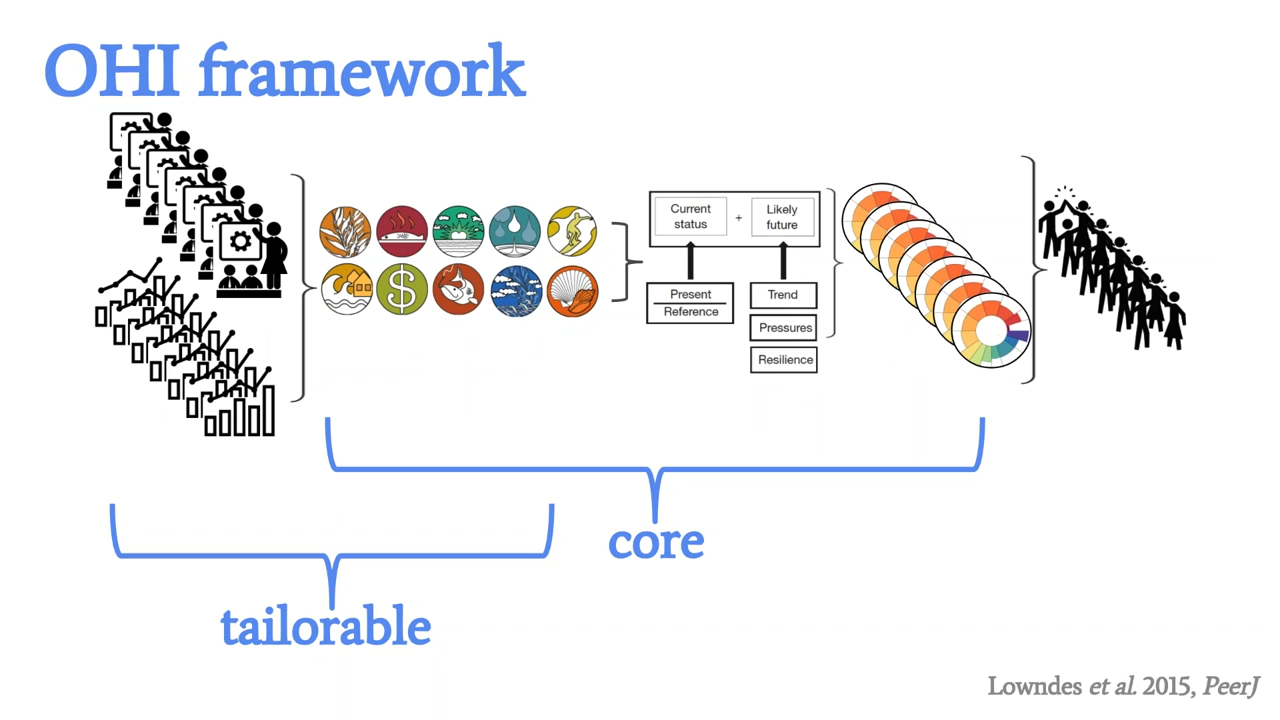 OHI framework
Current
status
+
Likely
future
Present
Reference
Trend
Pressures
Resilience
$
core
tailorable
Lowndes et al. 2015, PeerJ